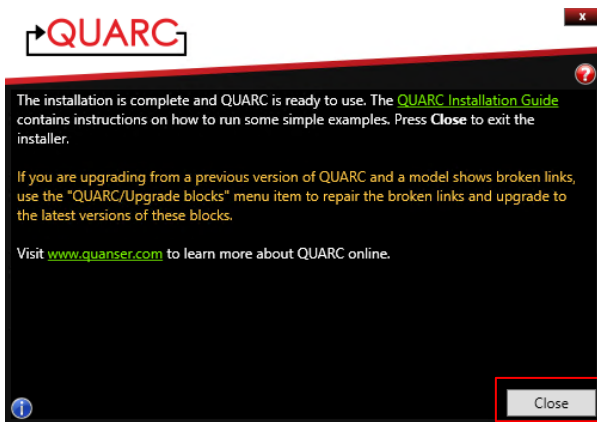 QUARC
x
?
The installation is complete and QUARC is ready to use. The QUARC Installation Guide
contains instructions on how to run some simple examples. Press Close to exit the
installer.
If you are upgrading from a previous version of QUARC and a model shows broken links,
use the "QUARC/Upgrade blocks" menu item to repair the broken links and upgrade to
the latest versions of these blocks.
Visit www.quanser.com to learn more about QUARC online.
i
Close